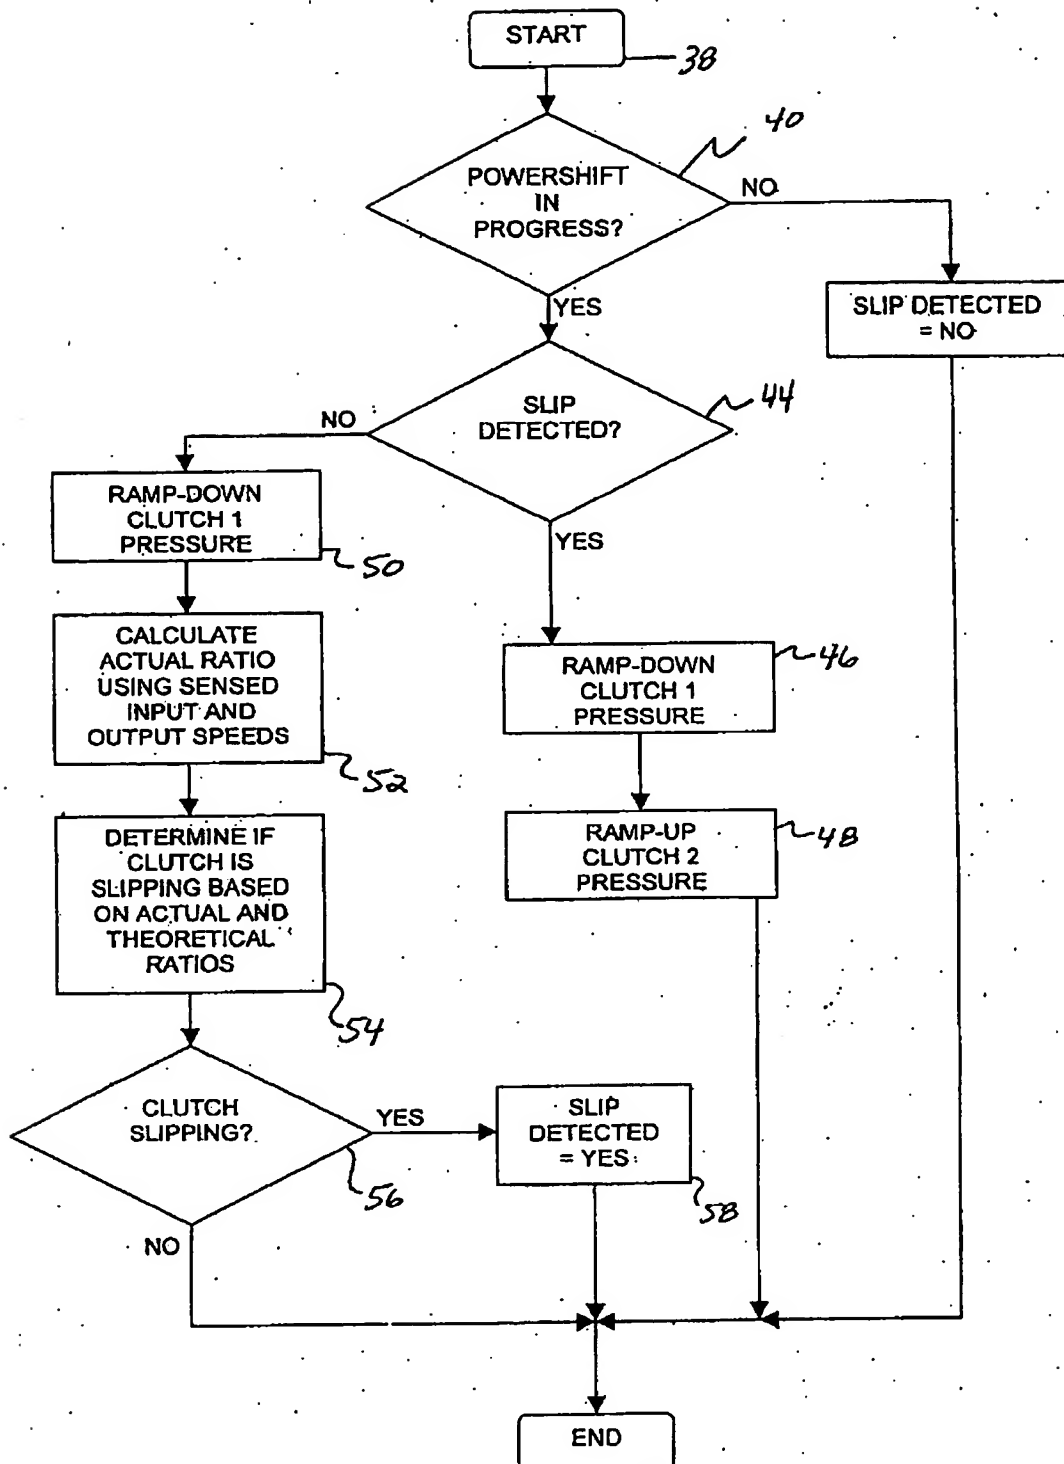 START
38
40
POWERSHIFT
IN
PROGRESS?
NO
YES
SLIP DETECTED
= NO
44
SLIP
DETECTED?
NO
YES
RAMP-DOWN
CLUTCH 1
PRESSURE
50
CALCULATE
ACTUAL RATIO
USING SENSED
INPUT AND
OUTPUT SPEEDS
52
RAMP-DOWN
CLUTCH 1
PRESSURE
46
RAMP-UP
CLUTCH 2
PRESSURE
48
DETERMINE IF
CLUTCH IS
SLIPPING BASED
ON ACTUAL AND
THEORETICAL
RATIOS
54
CLUTCH
SLIPPING?
YES
56
NO
SLIP
DETECTED
= YES
58
END